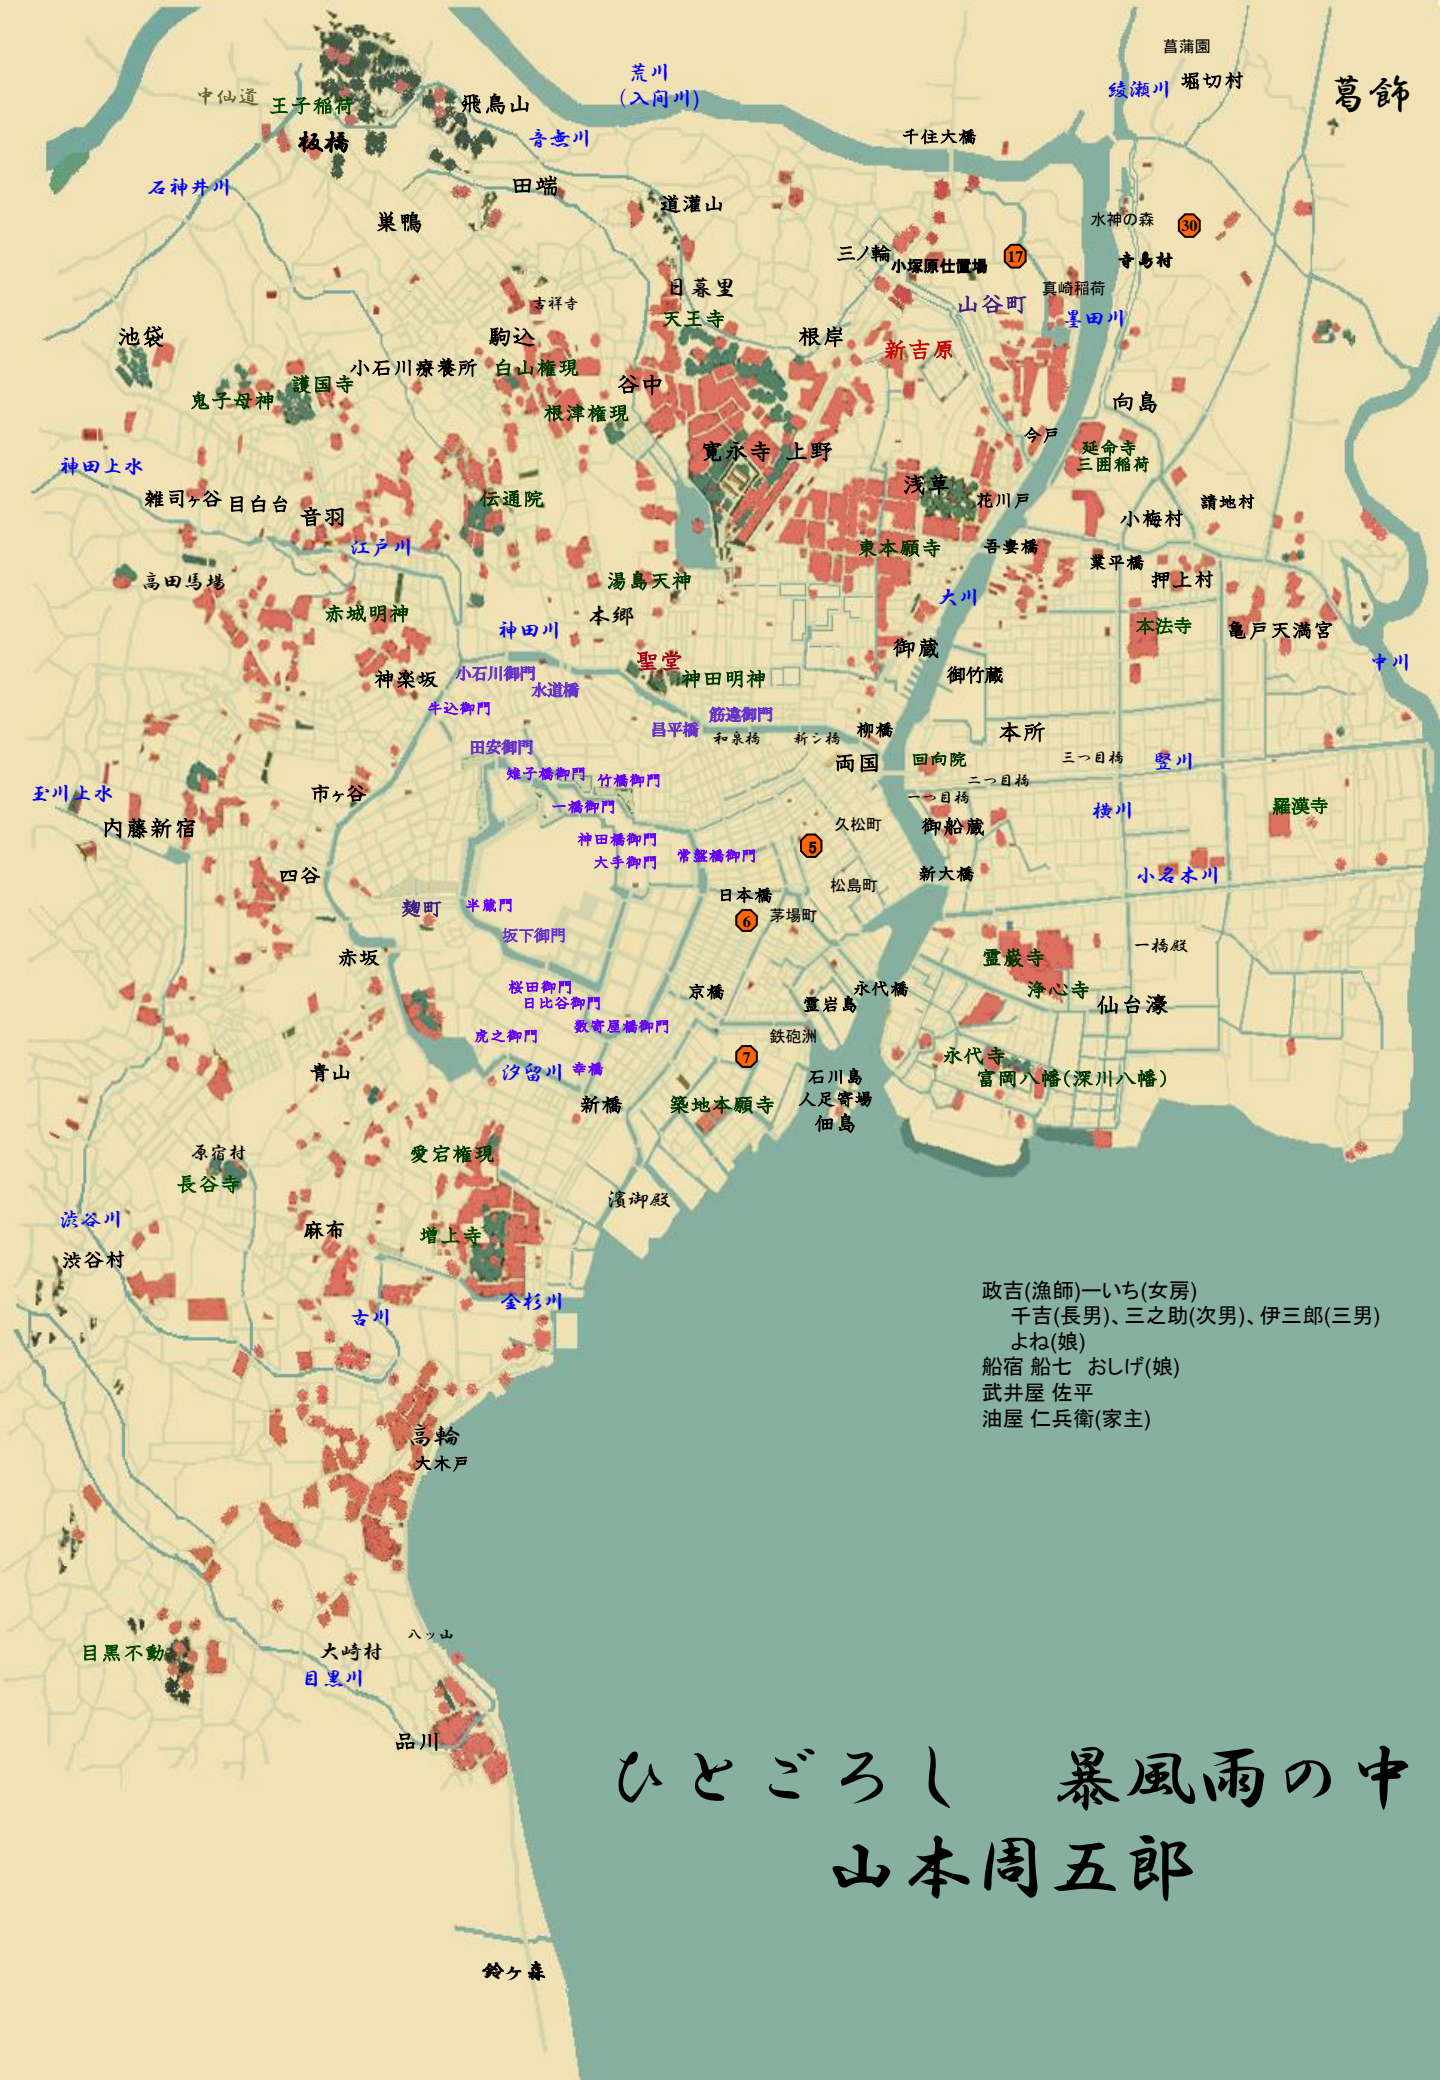 菖蒲園
荒川
(入间川)
綾瀬川
堀切村
葛飾
中仙道
王子稲荷
飛鳥山
板橋
音無川
千住大橋
石神井川
田端
道灌山
巣鴨
水神の森
30
三ノ輪
小塚原仕置場
17
寺島村
日暮里
真崎稲荷
吉祥寺
山谷町
天王寺
墨田川
池袋
駒込
根岸
新吉原
小石川療養所
白山権現
護国寺
谷中
鬼子母神
根津権現
向島
今戸
延命寺
三囲稲荷
寛永寺
上野
神田上水
浅草
雑司ヶ谷
目白台
音羽
伝通院
花川戸
請地村
小梅村
江戸川
東本願寺
吾妻橋
業平橋
高田馬場
湯島天神
押上村
大川
赤城明神
本郷
神田川
本法寺
亀戸天満宮
御蔵
聖堂
中川
神楽坂
小石川御門
水道橋
神田明神
御竹蔵
牛込御門
筋違御門
昌平橋
和泉橋
新シ橋
柳橋
本所
田安御門
両国
回向院
三つ目橋
竪川
雉子橋御門
竹橋御門
二つ目橋
玉川上水
市ヶ谷
一橋御門
一つ目橋
横川
羅漢寺
内藤新宿
久松町
御船蔵
神田橋御門
5
大手御門
常盤橋御門
四谷
新大橋
小名木川
松島町
日本橋
麹町
半蔵門
6
茅場町
坂下御門
一橋殿
赤坂
霊巌寺
桜田御門
京橋
永代橋
浄心寺
日比谷御門
霊岩島
仙台濠
数寄屋橋御門
虎之御門
鉄砲洲
7
永代寺
青山
汐留川
幸橋
石川島
富岡八幡(深川八幡)
新橋
築地本願寺
人足寄場
佃島
原宿村
愛宕権現
長谷寺
濱御殿
渋谷川
麻布
増上寺
渋谷村
金杉川
古川
政吉(漁師)―いち(女房)
千吉(長男)、三之助(次男)、伊三郎(三男)
よね(娘)
船宿 船七　おしげ(娘)
武井屋 佐平
油屋 仁兵衛(家主)
高輪
大木戸
八ッ山
目黒不動
大崎村
目黒川
品川
ひとごろし　暴風雨の中
山本周五郎
鈴ヶ森